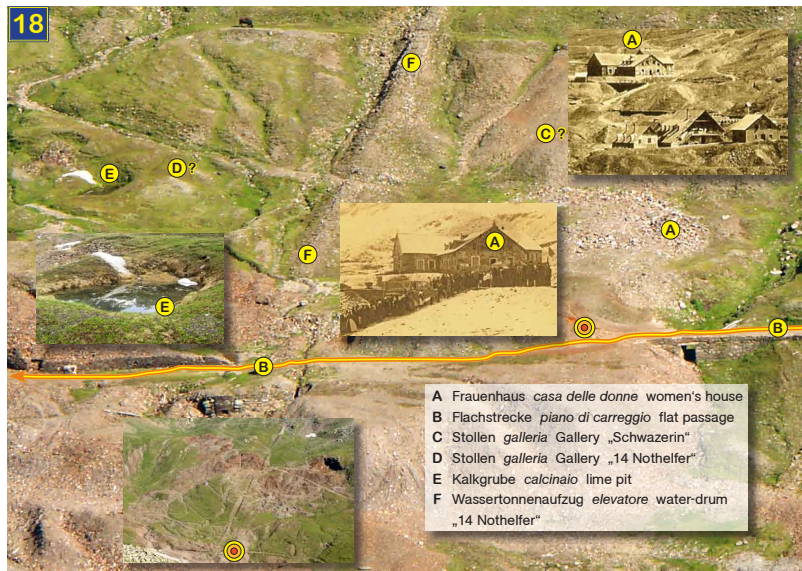 18
A
F
C ?
E
D ?
A
F
A
E
B
B
A Frauenhaus casa delle donne women's house
B Flachstrecke piano di carreggio flat passage
C Stollen galleria Gallery „Schwazerin“
D Stollen galleria Gallery „14 Nothelfer“
E Kalkgrube calcinaio lime pit
F Wassertonnenaufzug elevatore water-drum
„14 Nothelfer“